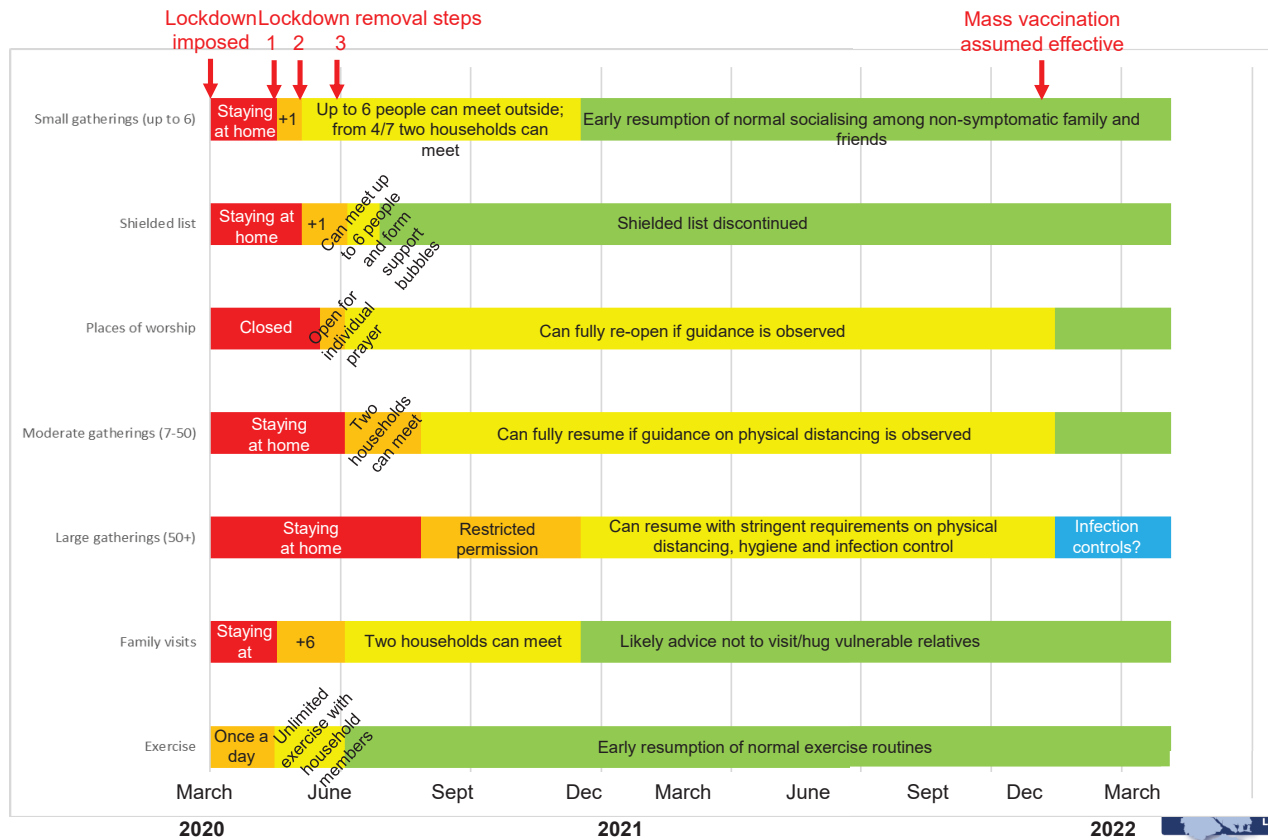 Lockdown
imposed
Lockdown removal steps
1 2 3
Mass vaccination
assumed effective
Small gatherings (up to 6)
Staying
at home
+1
Up to 6 people can meet outside;
from 4/7 two households can
meet
Early resumption of normal socialising among non-symptomatic family and
friends
Shielded list
Staying at
home
+1
Can meet up
to 6 people
and form
support
bubbles
Shielded list discontinued
Places of worship
Closed
Open for
individual
prayer
Can fully re-open if guidance is observed
Moderate gatherings (7-50)
Staying
at home
Two
households
can meet
Can fully resume if guidance on physical distancing is observed
Large gatherings (50+)
Staying
at home
Restricted
permission
Can resume with stringent requirements on physical
distancing, hygiene and infection control
Infection
controls?
Family visits
Staying
at
+6
Two households can meet
Likely advice not to visit/hug vulnerable relatives
Exercise
Once a
day
Unlimited
exercise with
household
members
Early resumption of normal exercise routines
March June Sept Dec March June Sept Dec March
2020 2021 2022